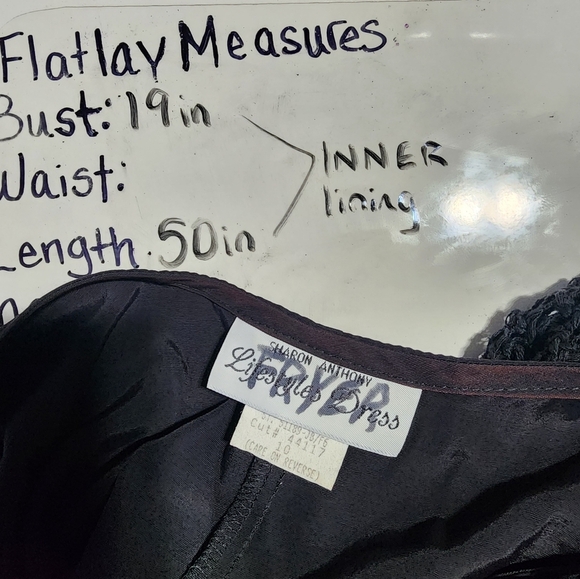 Flatlay Measures
Bust: 19in
Waist:
Length. 50in
INNER
lining
SHARON ANTHONY
Lifestyles Dress
FRYER
Cut# 44117
10
(CARE ON REVERSE)